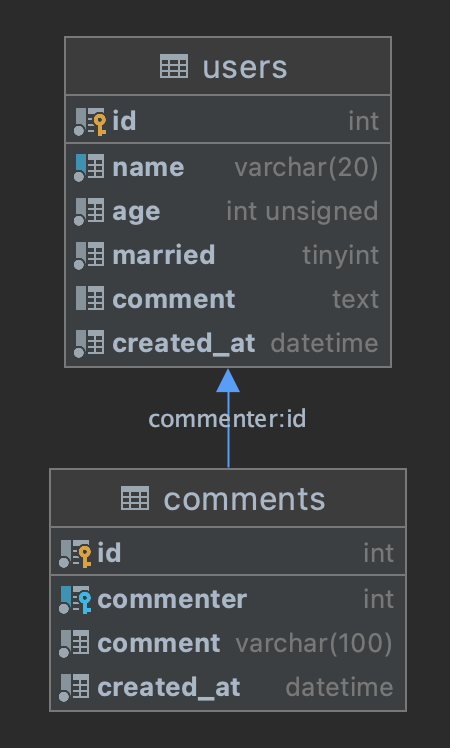 users
id int
name varchar(20)
age int unsigned
married tinyint
comment text
created_at datetime
commenter:id
comments
id int
commenter int
comment varchar(100)
created_at datetime